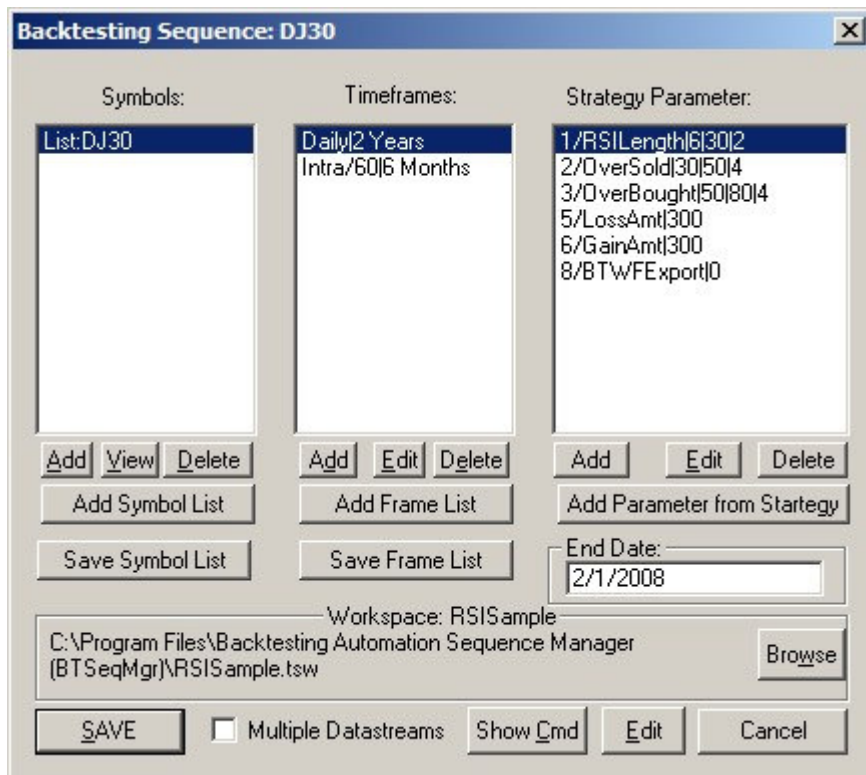 Backtesting Sequence: DJ30
Symbols:
Timeframes:
Strategy Parameter:
List:DJ30
Daily|2 Years
Intra/60|6 Months
1/RSILength|6|30|2
2/OverSold|30|50|4
3/OverBought|50|80|4
5/LossAmt|300
6/GainAmt|300
8/BTWFExport|0
Add View Delete
Add Edit Delete
Add Edit Delete
Add Symbol List
Add Frame List
Add Parameter from Startegy
Save Symbol List
Save Frame List
End Date:
2/1/2008
Workspace: RSISample
C:\Program Files\Backtesting Automation Sequence Manager
(BTSeqMgr)\RSISample.tsw
Browse
SAVE
Multiple Datastreams
Show Cmd
Edit
Cancel